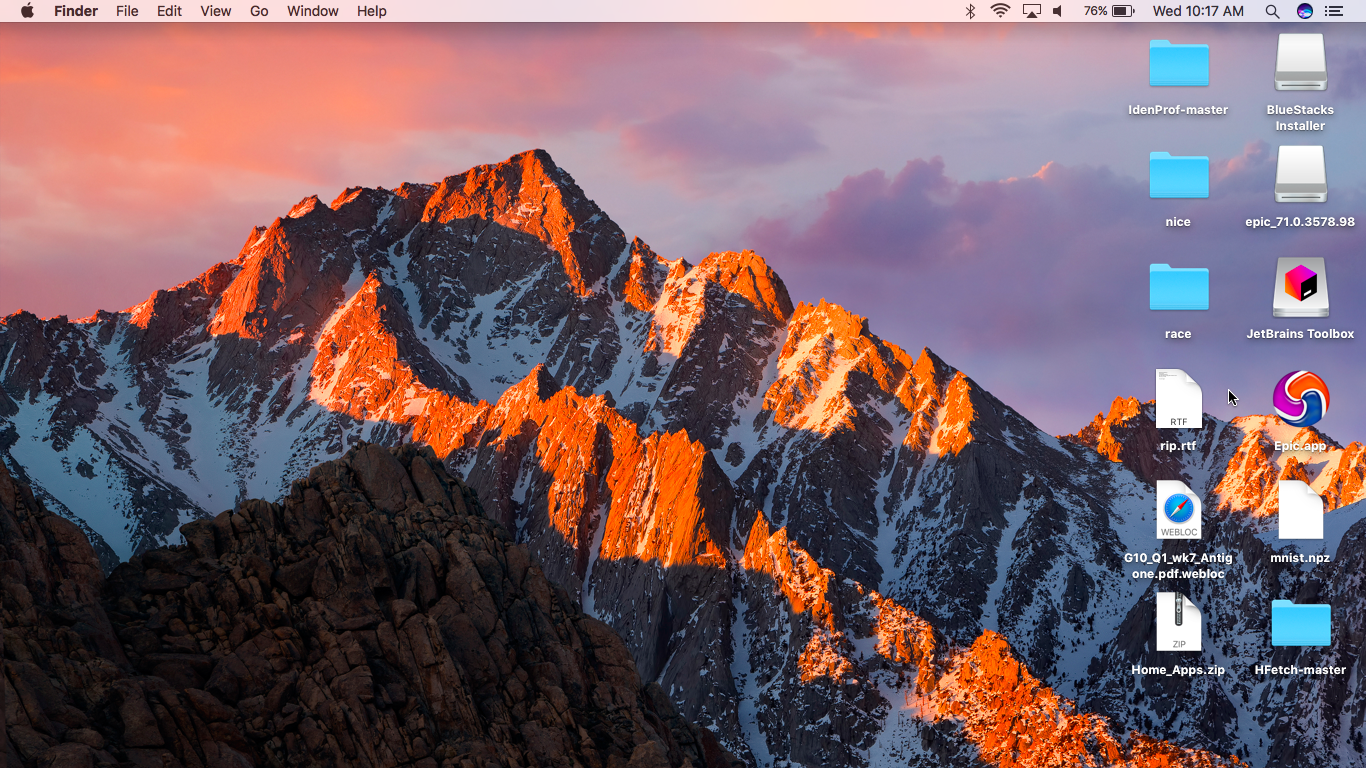 Finder File Edit View Go Window Help 76% Wed 10:17 AM
IdenProf-master
BlueStacks
Installer
nice
epic_71.0.3578.98
race
JetBrains Toolbox
RTF
rip.rtf
Epic.app
WEBLOC
G10_Q1_wk7_Antig
one.pdf.webloc
mnist.npz
ZIP
Home_Apps.zip
HFetch-master